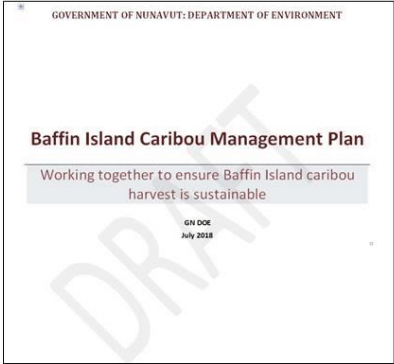 GOVERNMENT OF NUNAVUT: DEPARTMENT OF ENVIRONMENT
Baffin Island Caribou Management Plan
Working together to ensure Baffin Island caribou
harvest is sustainable
GN DOE
July 2018
DRAFT